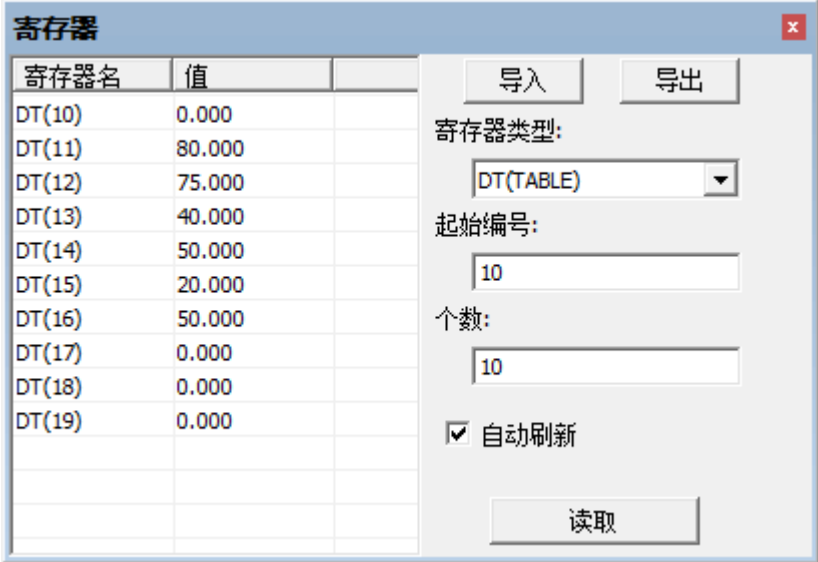 寄存器
寄存器名 值
DT(10) 0.000
DT(11) 80.000
DT(12) 75.000
DT(13) 40.000
DT(14) 50.000
DT(15) 20.000
DT(16) 50.000
DT(17) 0.000
DT(18) 0.000
DT(19) 0.000
导入 导出
寄存器类型:
DT(TABLE)
起始编号:
10
个数:
10
自动刷新
读取